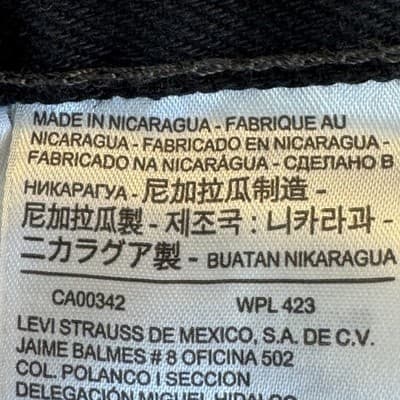 MADE IN NICARAGUA - FABRIQUE AU
NICARAGUA - FABRICADO EN NICARAGUA -
FABRICADO NA NICARÁGUA - СДЕЛАНО В
НИКАРАГУА - 尼加拉瓜制造 -
尼加拉瓜製 - 제조국 : 니카라과 -
ニカラグア製 - BUATAN NIKARAGUA
CA00342 WPL 423
LEVI STRAUSS DE MEXICO, S.A. DE C.V.
JAIME BALMES # 8 OFICINA 502
COL. POLANCO I SECCION
DELEGACIÓN MIGUEL HIDALGO